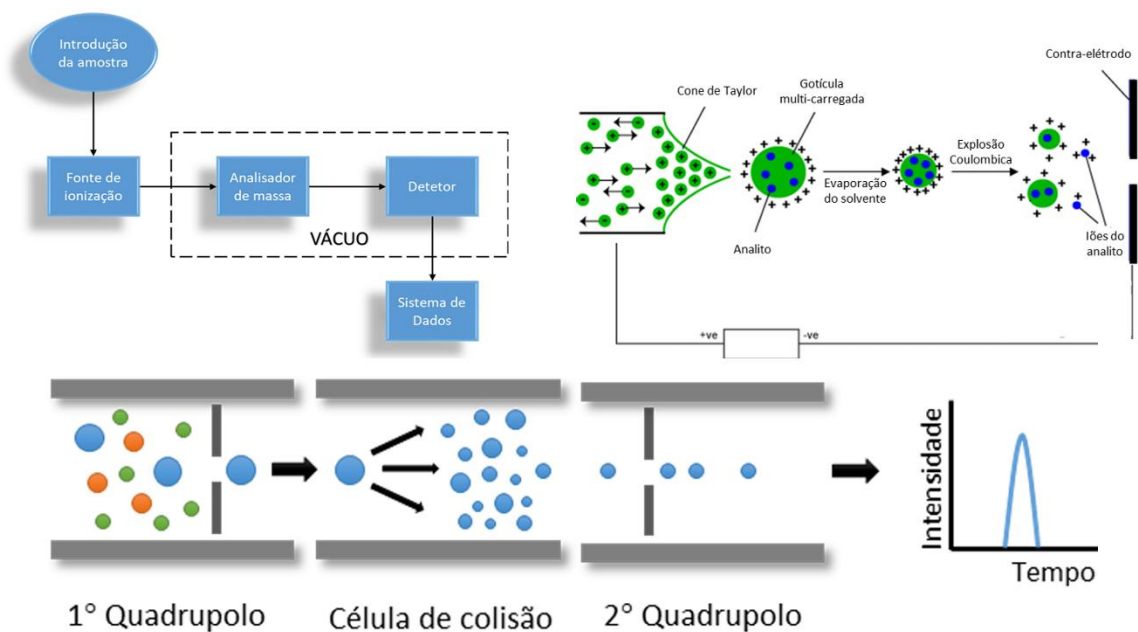 Introdução
da amostra
Fonte de
ionização
Analisador
de massa
Detetor
VÁCUO
Sistema de
Dados
Cone de Taylor
Gotícula
multi-carregada
Contra-elétrodo
Evaporação
do solvente
Explosão
Coulombica
Analito
Iões do
analito
+ve
-ve
1° Quadrupolo
Célula de colisão
2° Quadrupolo
Intensidade
Tempo